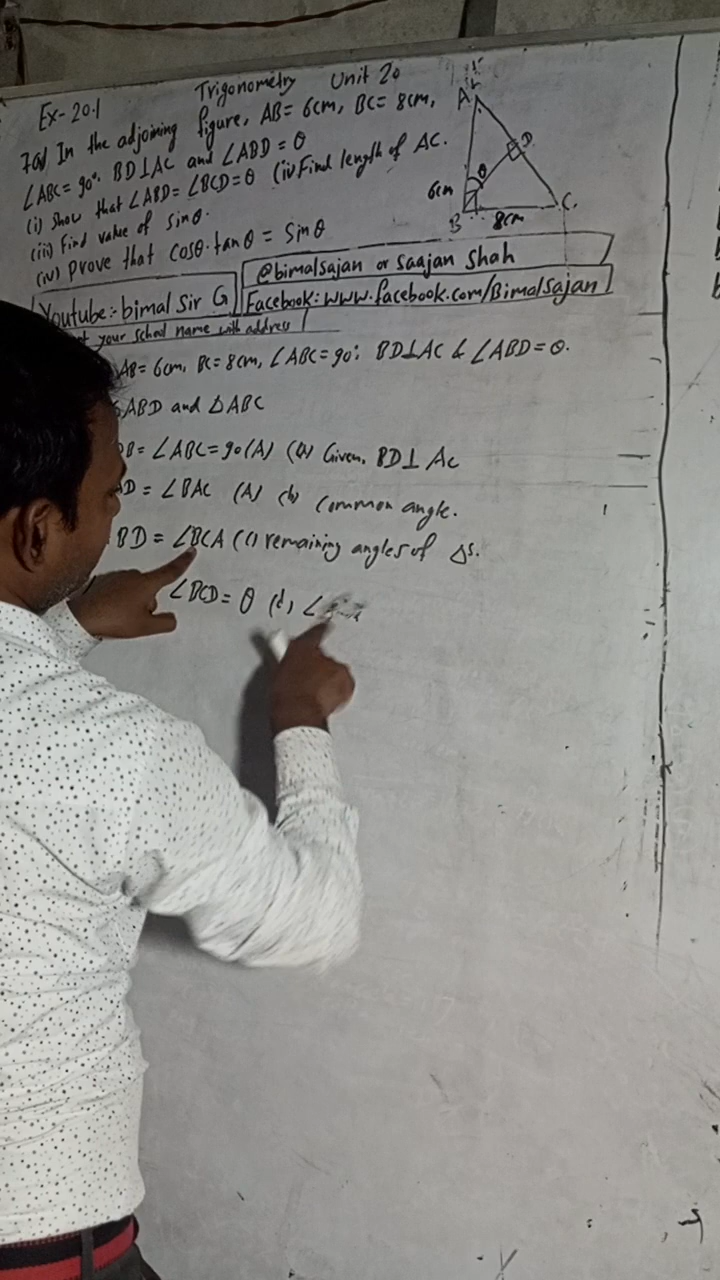 Ex-20.1 Trigonometry Unit 20
7(a) In the adjoining figure, AB= 6cm, BC= 8cm,
∠ABC= 90°. BD⊥AC and ∠ABD = θ
(i) Show that ∠ABD= ∠BCD=θ (ii) Find length of AC.
(iii) Find value of sinθ.
(iv) Prove that cosθ.tanθ = sinθ
A
D
θ
6cm
B
8cm
C
@bimalsajan or Saajan Shah
Youtube:- bimal Sir G
Facebook: www.facebook.com/Bimalsajan
your school name with address
AB= 6cm, BC= 8cm, ∠ABC= 90°. BD⊥AC & ∠ABD=θ.
ABD and △ABC
DB= ∠ABC= 90 (A) (a) Given, BD⊥ AC
AD = ∠BAC (A) (b) Common angle.
BD = ∠BCA (c) remaining angles of △s.
∠BCD= θ (d) ∠